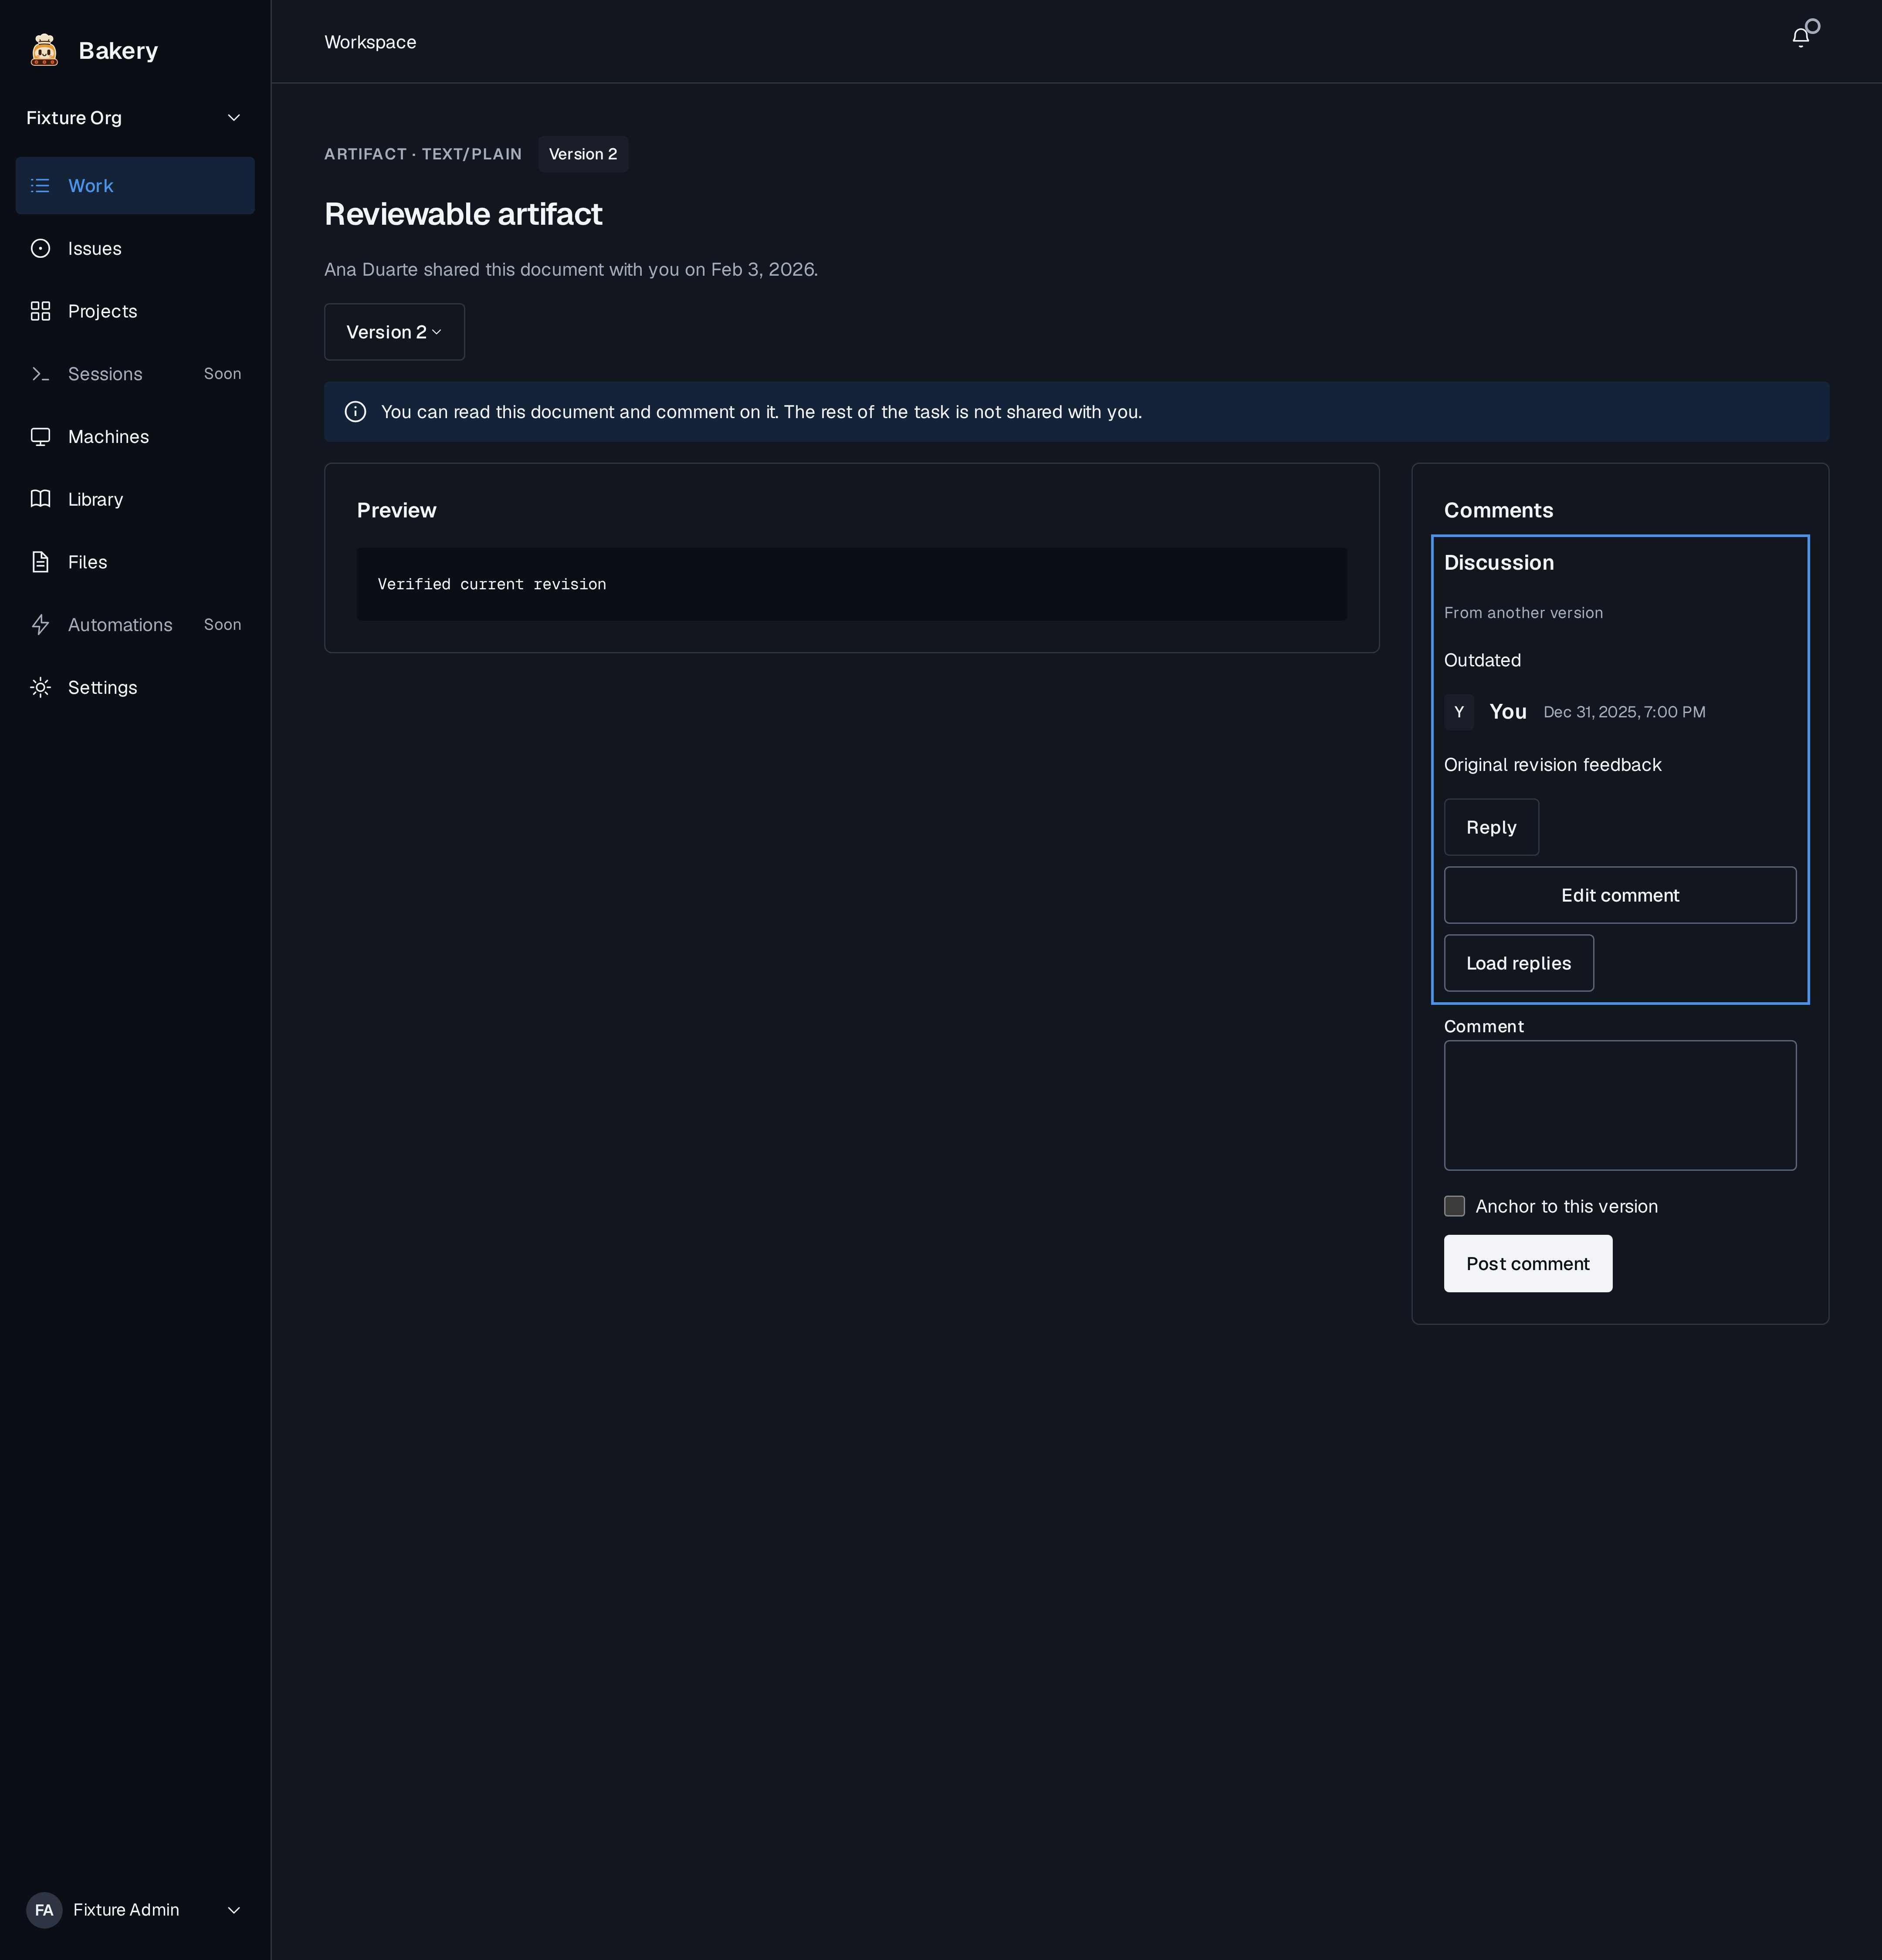 Bakery
Fixture Org
Work
Issues
Projects
Sessions Soon
Machines
Library
Files
Automations Soon
Settings
FA Fixture Admin
Workspace
ARTIFACT · TEXT/PLAIN Version 2
Reviewable artifact
Ana Duarte shared this document with you on Feb 3, 2026.
Version 2
You can read this document and comment on it. The rest of the task is not shared with you.
Preview
Verified current revision
Comments
Discussion
From another version
Outdated
Y You Dec 31, 2025, 7:00 PM
Original revision feedback
Reply
Edit comment
Load replies
Comment
Anchor to this version
Post comment